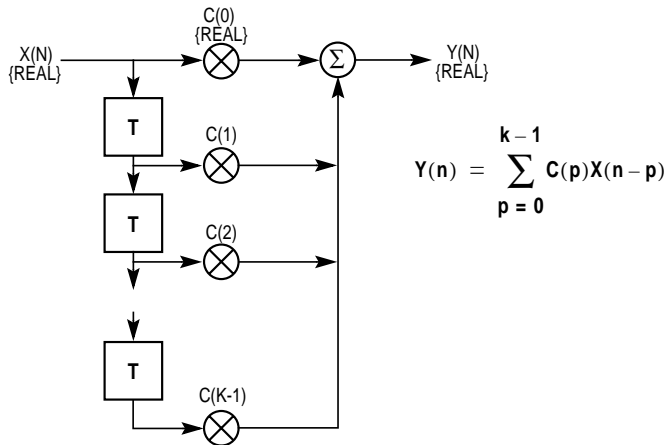 C(0)
{REAL}
X(N)
{REAL}
Σ
Y(N)
{REAL}
T
C(1)
k – 1
Y(n) = ∑ C(p)X(n – p)
p = 0
T
C(2)
T
C(K-1)